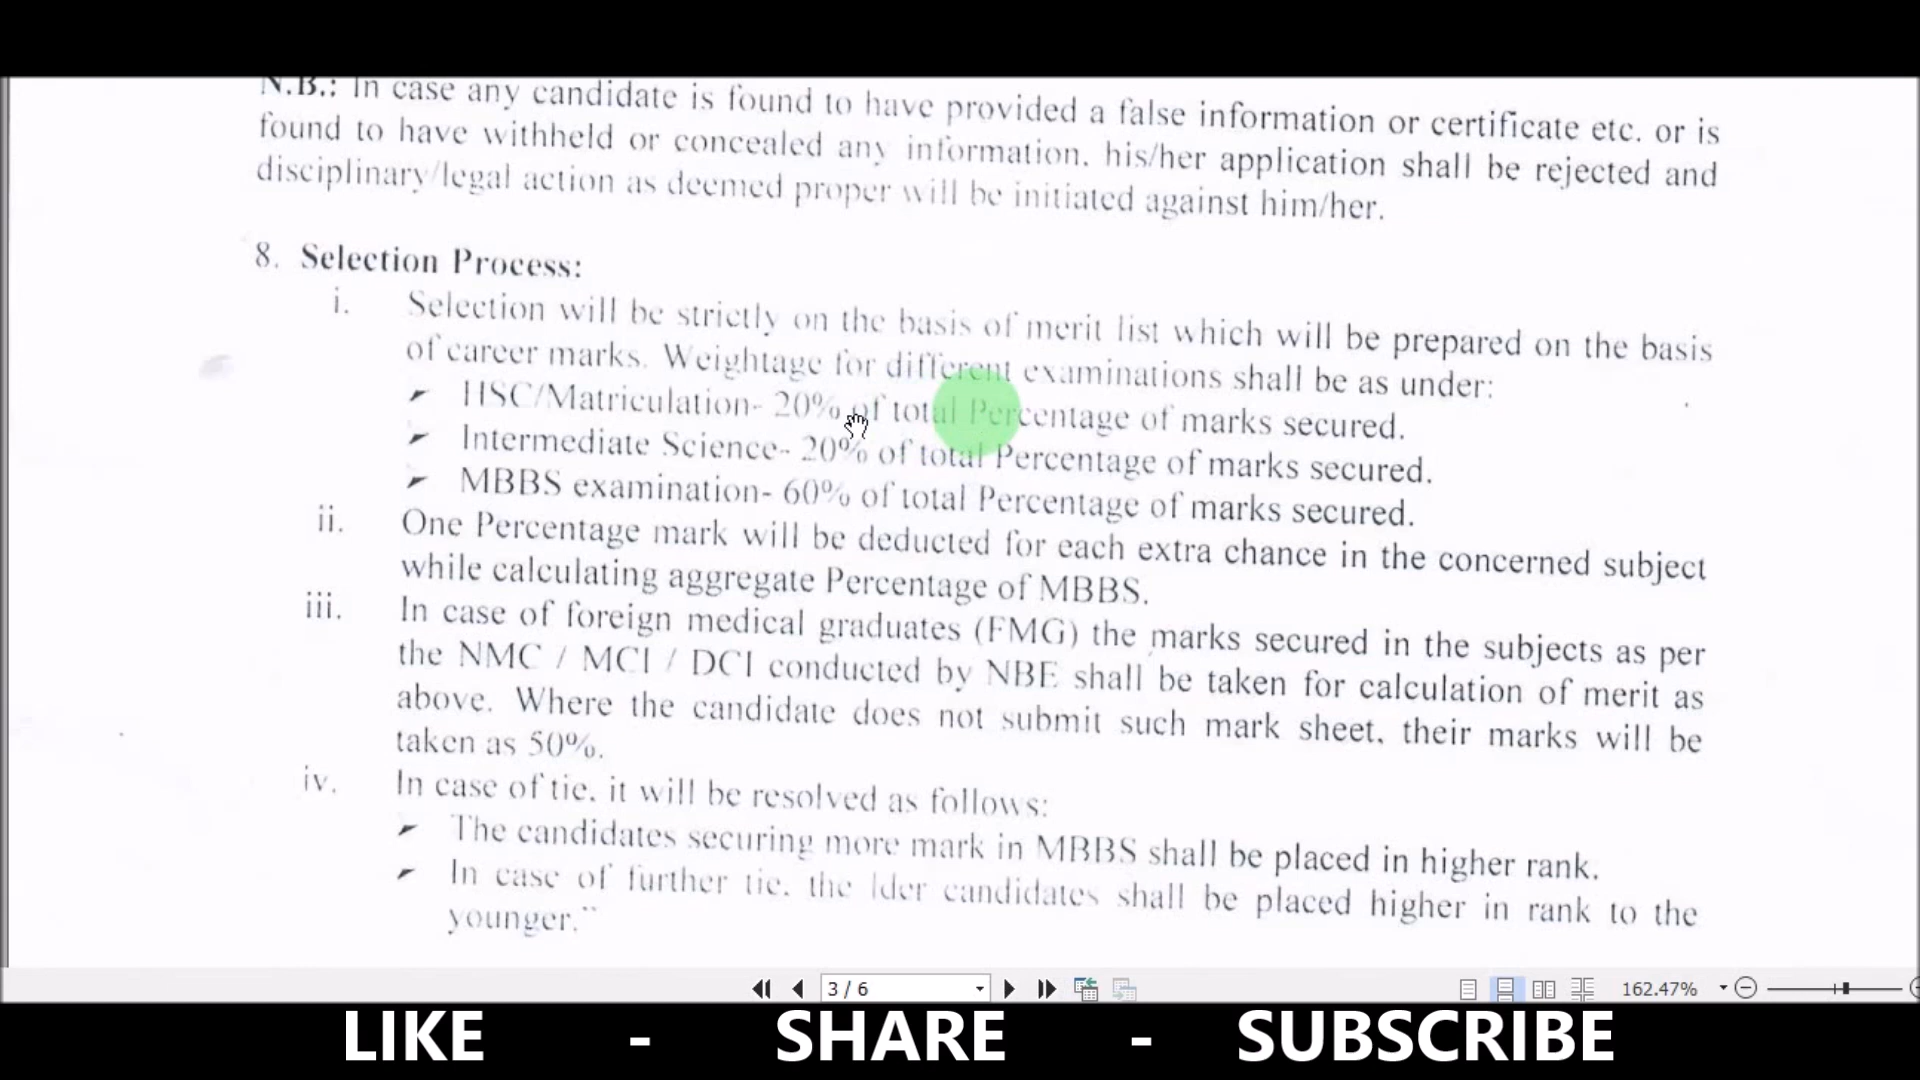 N.B.: In case any candidate is found to have provided a false information or certificate etc. or is
found to have withheld or concealed any information. his/her application shall be rejected and
disciplinary/legal action as deemed proper will be initiated against him/her.
8. Selection Process:
i. Selection will be strictly on the basis of merit list which will be prepared on the basis
of career marks. Weightage for different examinations shall be as under:
➤ HSC/Matriculation- 20% of total Percentage of marks secured.
➤ Intermediate Science- 20% of total Percentage of marks secured.
➤ MBBS examination- 60% of total Percentage of marks secured.
ii. One Percentage mark will be deducted for each extra chance in the concerned subject
while calculating aggregate Percentage of MBBS.
iii. In case of foreign medical graduates (FMG) the marks secured in the subjects as per
the NMC / MCI / DCI conducted by NBE shall be taken for calculation of merit as
above. Where the candidate does not submit such mark sheet, their marks will be
taken as 50%.
iv. In case of tie, it will be resolved as follows:
➤ The candidates securing more mark in MBBS shall be placed in higher rank.
➤ In case of further tie, the lder candidates shall be placed higher in rank to the
younger.”
3 / 6
162.47%
LIKE - SHARE - SUBSCRIBE